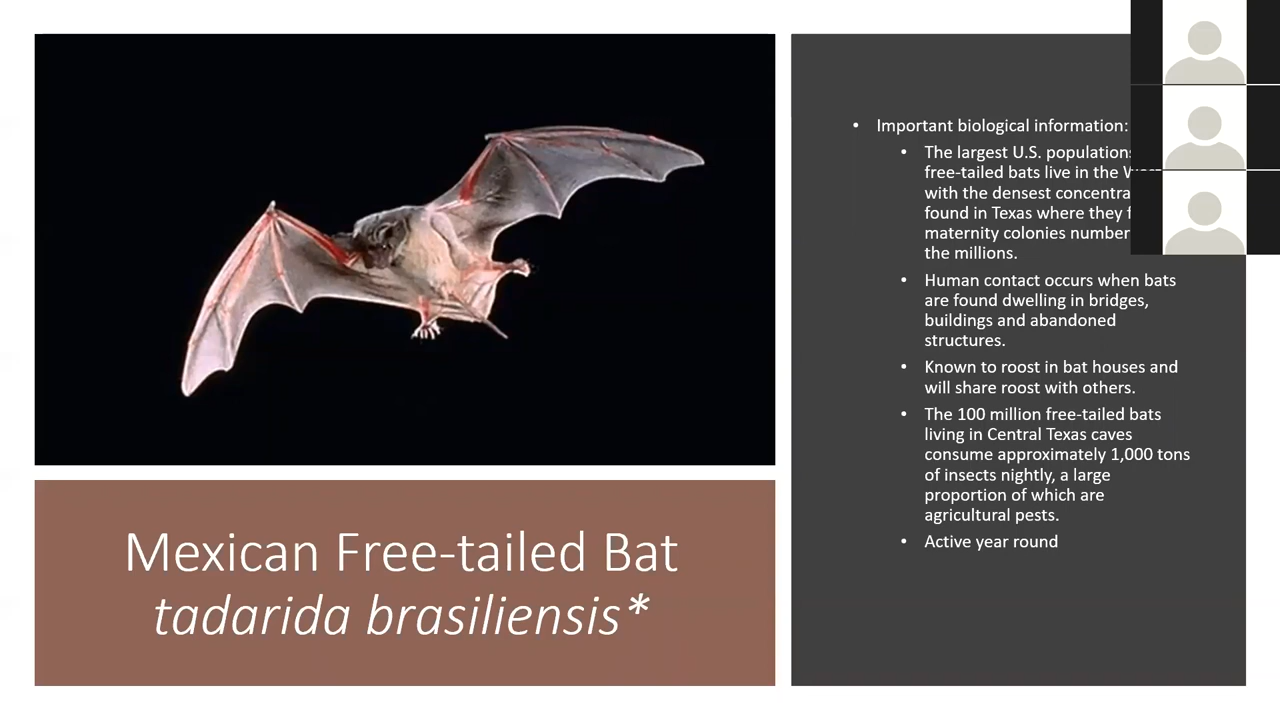 Mexican Free-tailed Bat
tadarida brasiliensis*
• Important biological information:
• The largest U.S. populations
free-tailed bats live in the
with the densest
found in Texas where they
maternity colonies
the millions.
• Human contact occurs when bats
are found dwelling in bridges,
buildings and abandoned
structures.
• Known to roost in bat houses and
will share roost with others.
• The 100 million free-tailed bats
living in Central Texas caves
consume approximately 1,000 tons
of insects nightly, a large
proportion of which are
agricultural pests.
• Active year round